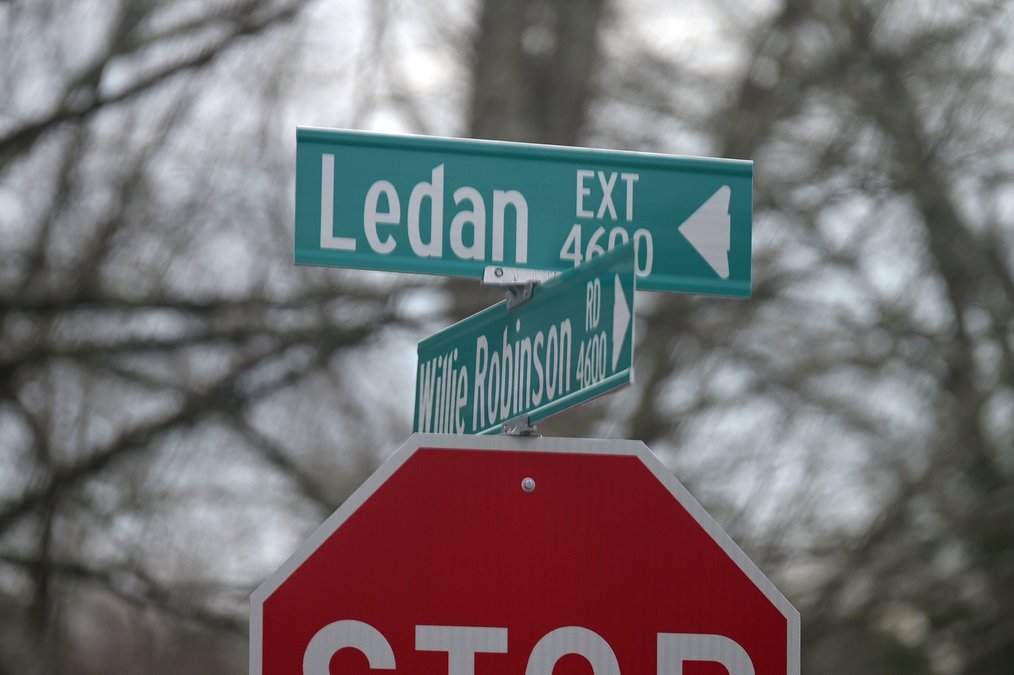 Ledan EXT
4600
Willie Robinson RD
4600
STOP